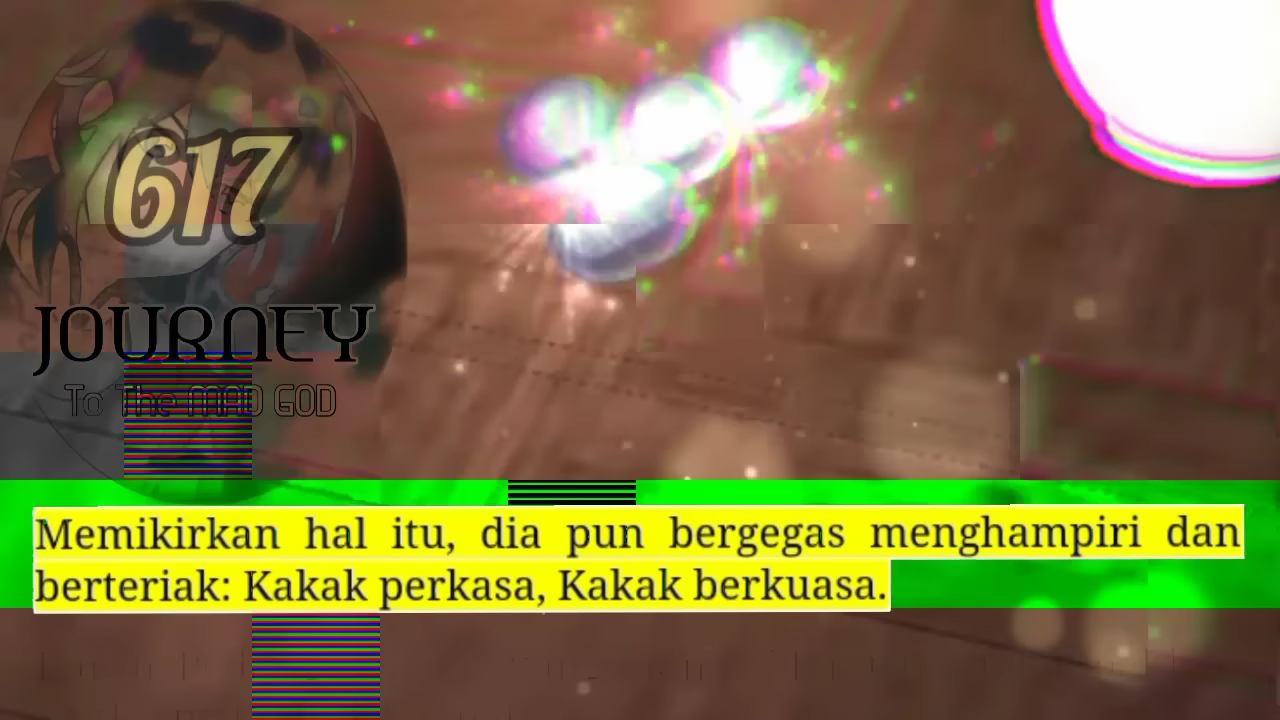 617
JOURNEY
To The MAD GOD
Memikirkan hal itu, dia pun bergegas menghampiri dan
berteriak: Kakak perkasa, Kakak berkuasa.